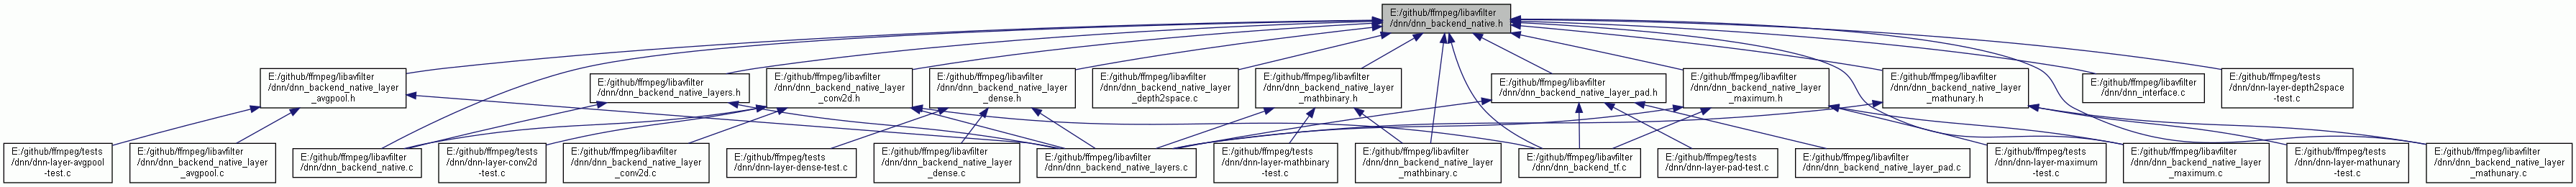 E:/github/ffmpeg/libavfilter
/dnn/dnn_backend_native.h
E:/github/ffmpeg/libavfilter
/dnn/dnn_backend_native_layer
_avgpool.h
E:/github/ffmpeg/libavfilter
/dnn/dnn_backend_native_layers.h
E:/github/ffmpeg/libavfilter
/dnn/dnn_backend_native_layer
_conv2d.h
E:/github/ffmpeg/libavfilter
/dnn/dnn_backend_native_layer
_dense.h
E:/github/ffmpeg/libavfilter
/dnn/dnn_backend_native_layer
_depth2space.c
E:/github/ffmpeg/libavfilter
/dnn/dnn_backend_native_layer
_mathbinary.h
E:/github/ffmpeg/libavfilter
/dnn/dnn_backend_native_layer_pad.h
E:/github/ffmpeg/libavfilter
/dnn/dnn_backend_native_layer
_maximum.h
E:/github/ffmpeg/libavfilter
/dnn/dnn_backend_native_layer
_mathunary.h
E:/github/ffmpeg/libavfilter
/dnn/dnn_interface.c
E:/github/ffmpeg/tests
/dnn/dnn-layer-depth2space
-test.c
E:/github/ffmpeg/tests
/dnn/dnn-layer-avgpool
-test.c
E:/github/ffmpeg/libavfilter
/dnn/dnn_backend_native_layer
_avgpool.c
E:/github/ffmpeg/libavfilter
/dnn/dnn_backend_native.c
E:/github/ffmpeg/tests
/dnn/dnn-layer-conv2d
-test.c
E:/github/ffmpeg/libavfilter
/dnn/dnn_backend_native_layer
_conv2d.c
E:/github/ffmpeg/tests
/dnn/dnn-layer-dense-test.c
E:/github/ffmpeg/libavfilter
/dnn/dnn_backend_native_layer
_dense.c
E:/github/ffmpeg/libavfilter
/dnn/dnn_backend_native_layers.c
E:/github/ffmpeg/tests
/dnn/dnn-layer-mathbinary
-test.c
E:/github/ffmpeg/libavfilter
/dnn/dnn_backend_native_layer
_mathbinary.c
E:/github/ffmpeg/libavfilter
/dnn/dnn_backend_tf.c
E:/github/ffmpeg/tests
/dnn/dnn-layer-pad-test.c
E:/github/ffmpeg/libavfilter
/dnn/dnn_backend_native_layer_pad.c
E:/github/ffmpeg/tests
/dnn/dnn-layer-maximum
-test.c
E:/github/ffmpeg/libavfilter
/dnn/dnn_backend_native_layer
_maximum.c
E:/github/ffmpeg/tests
/dnn/dnn-layer-mathunary
-test.c
E:/github/ffmpeg/libavfilter
/dnn/dnn_backend_native_layer
_mathunary.c